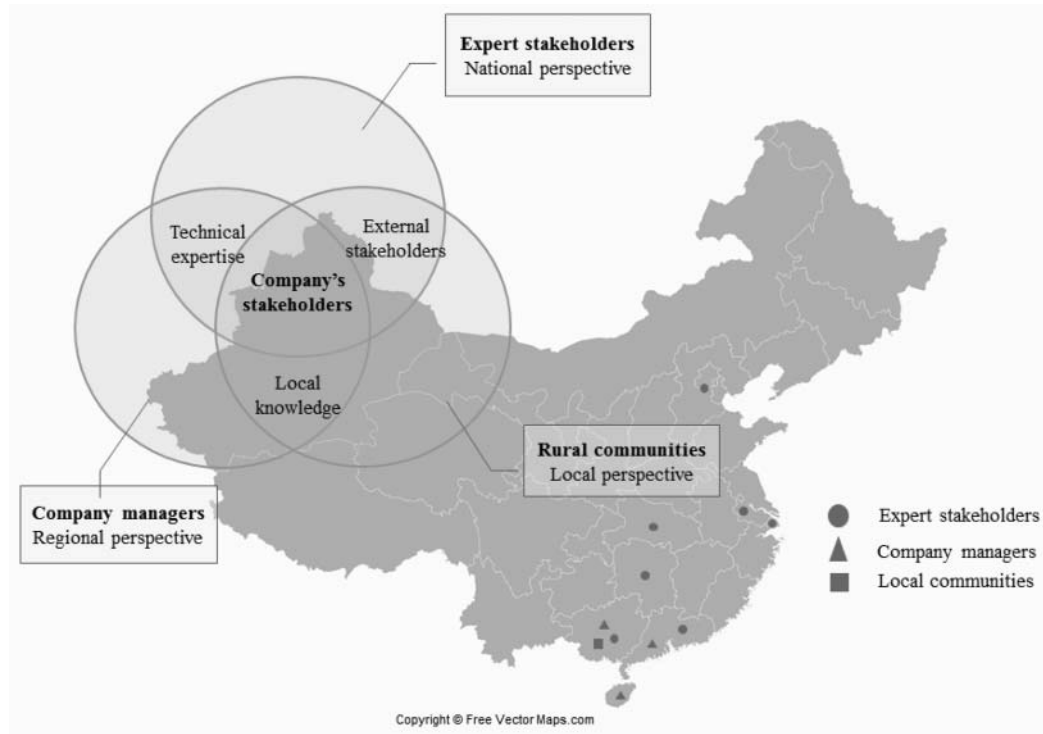 Expert stakeholders
National perspective
Technical
expertise
External
stakeholders
Company’s
stakeholders
Local
knowledge
Rural communities
Local perspective
Company managers
Regional perspective
Expert stakeholders
Company managers
Local communities
Copyright © Free Vector Maps.com